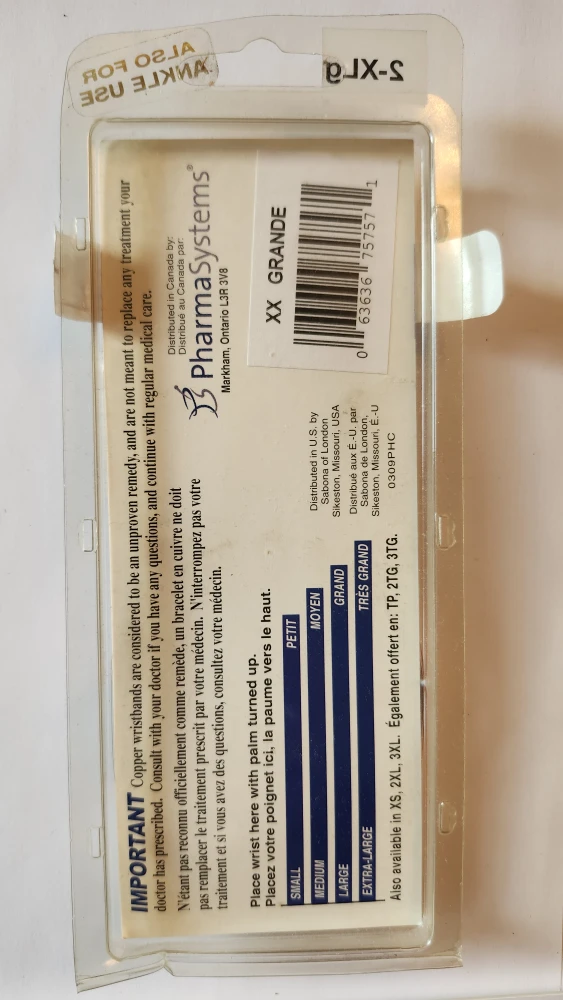 ALSO FOR
ANKLE USE
2-XLg
IMPORTANT Copper wristbands are considered to be an unproven remedy, and are not meant to replace any treatment your
doctor has prescribed. Consult with your doctor if you have any questions, and continue with regular medical care.
N'étant pas reconnu officiellement comme remède, un bracelet en cuivre ne doit
pas remplacer le traitement prescrit par votre médecin. N'interrompez pas votre
traitement et si vous avez des questions, consultez votre médecin.
Distributed in Canada by:
Distribué au Canada par:
PharmaSystems®
Markham, Ontario L3R 3V8
XX GRANDE
0 63636 75757 1
Place wrist here with palm turned up.
Placez votre poignet ici, la paume vers le haut.
SMALL PETIT
MEDIUM MOYEN
LARGE GRAND
EXTRA-LARGE TRÈS GRAND
Also available in XS, 2XL, 3XL. Également offert en: TP, 2TG, 3TG.
Distributed in U.S. by
Sabona of London
Sikeston, Missouri, USA
Distribué aux É.-U. par
Sabona de London,
Sikeston, Missouri, É.-U
0309PHC